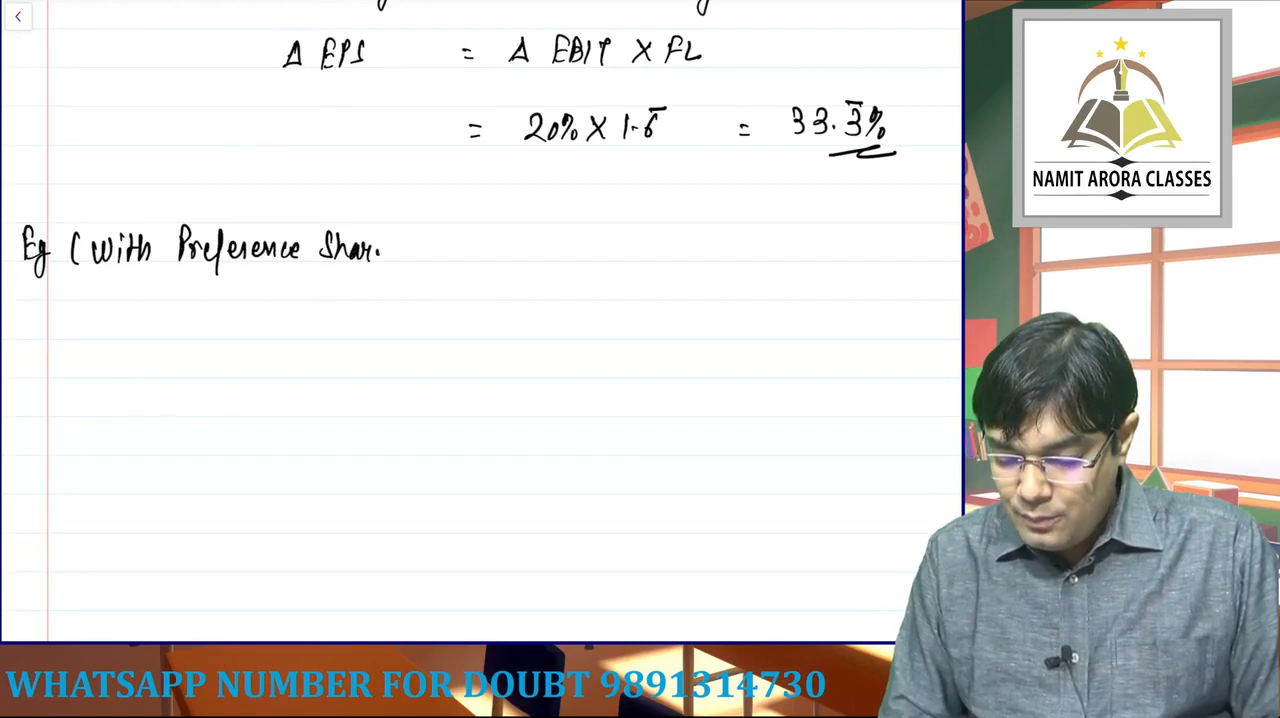 Δ EPS = Δ EBIT X FL
= 20% X 1.6̅ = 33.3̅%
Eg (With Preference Shar.
NAMIT ARORA CLASSES
WHATSAPP NUMBER FOR DOUBT 9891314730